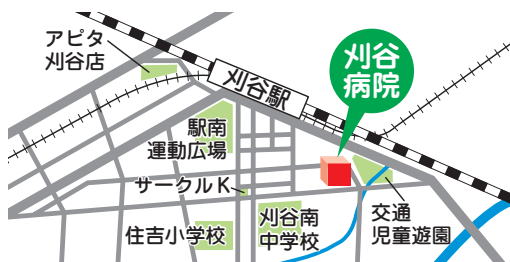 アピタ
刈谷店
刈谷駅
刈谷
病院
駅南
運動広場
サークルK
住吉小学校
刈谷南
中学校
交通
児童遊園